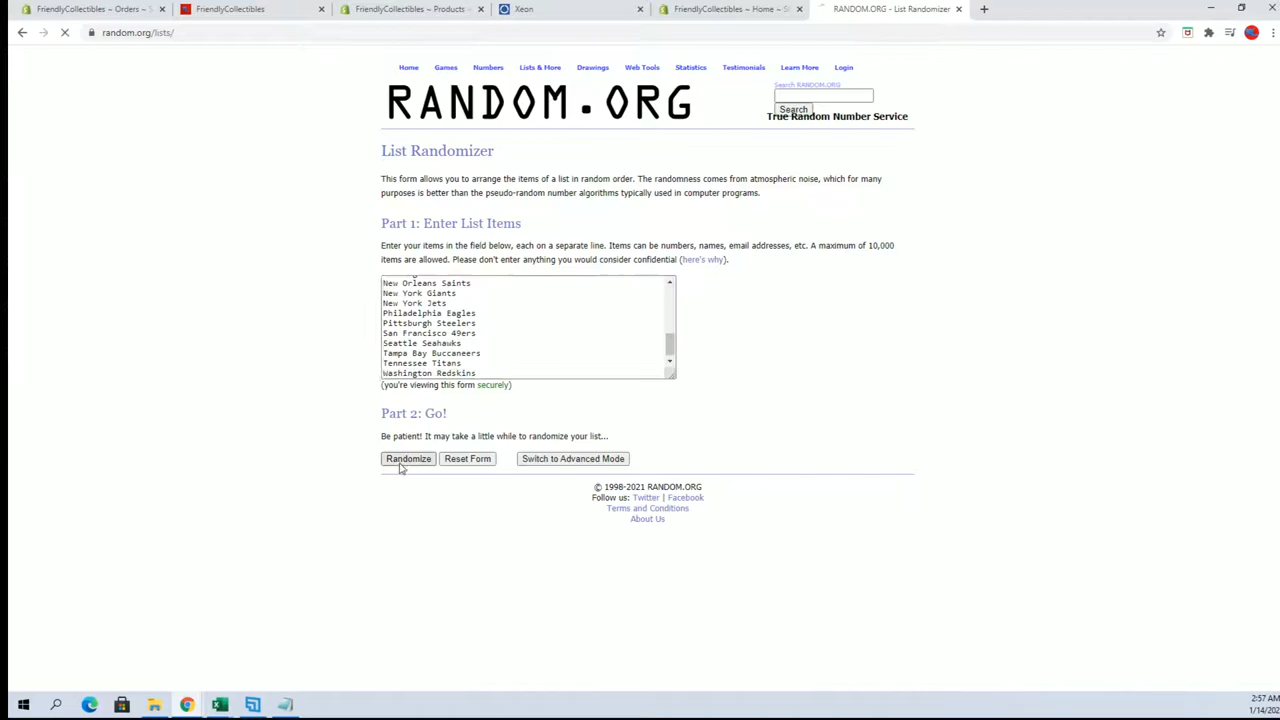 FriendlyCollectibles ~ Orders ~ S
FriendlyCollectibles
FriendlyCollectibles ~ Products ~
Xeon
FriendlyCollectibles ~ Home ~ S
RANDOM.ORG - List Randomizer
random.org/lists/
Home Games Numbers Lists & More Drawings Web Tools Statistics Testimonials Learn More Login
RANDOM.ORG
Search RANDOM.ORG
Search
True Random Number Service
List Randomizer
This form allows you to arrange the items of a list in random order. The randomness comes from atmospheric noise, which for many
purposes is better than the pseudo-random number algorithms typically used in computer programs.
Part 1: Enter List Items
Enter your items in the field below, each on a separate line. Items can be numbers, names, email addresses, etc. A maximum of 10,000
items are allowed. Please don't enter anything you would consider confidential (here's why).
New Orleans Saints
New York Giants
New York Jets
Philadelphia Eagles
Pittsburgh Steelers
San Francisco 49ers
Seattle Seahawks
Tampa Bay Buccaneers
Tennessee Titans
Washington Redskins
(you're viewing this form securely)
Part 2: Go!
Be patient! It may take a little while to randomize your list...
Randomize Reset Form Switch to Advanced Mode
© 1998-2021 RANDOM.ORG
Follow us: Twitter | Facebook
Terms and Conditions
About Us
2:57 AM
1/14/202